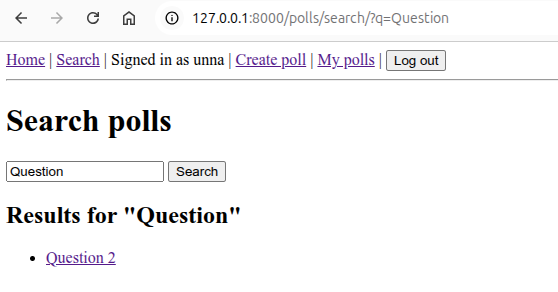 127.0.0.1:8000/polls/search/?q=Question
Home | Search | Signed in as unna | Create poll | My polls | Log out
Search polls
Question Search
Results for "Question"
Question 2